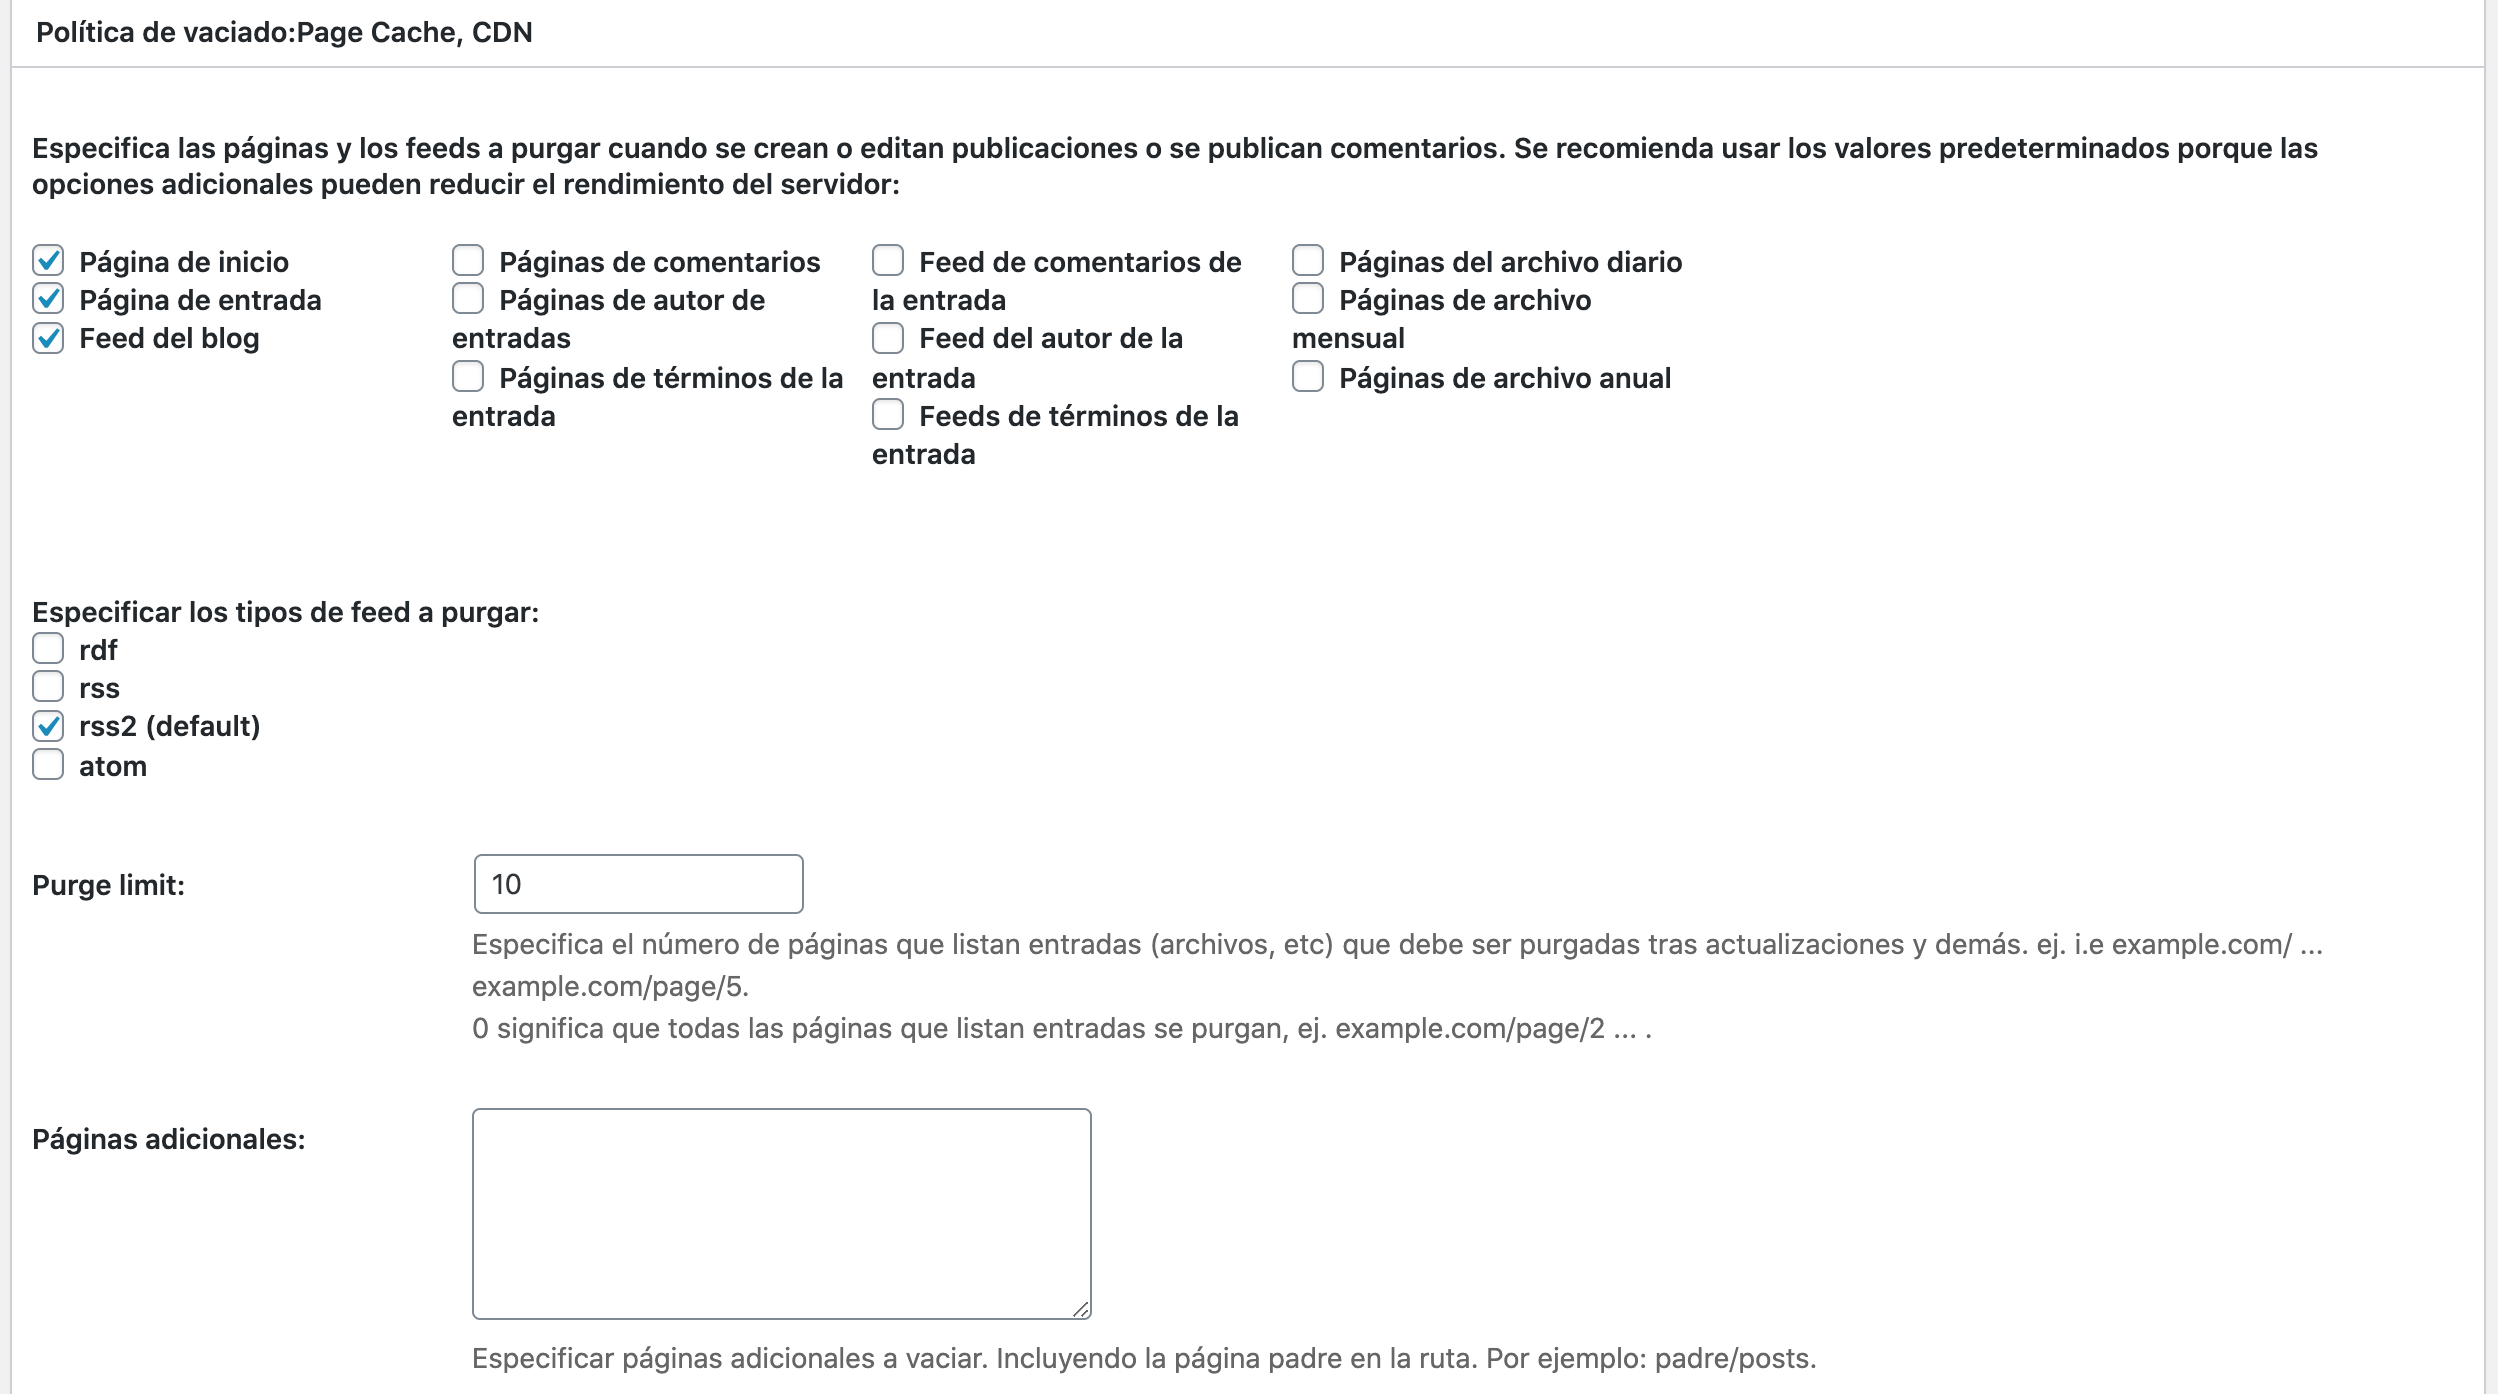 Política de vaciado:Page Cache, CDN
Especifica las páginas y los feeds a purgar cuando se crean o editan publicaciones o se publican comentarios. Se recomienda usar los valores predeterminados porque las
opciones adicionales pueden reducir el rendimiento del servidor:
Página de inicio
Página de entrada
Feed del blog
Páginas de comentarios
Páginas de autor de
entradas
Páginas de términos de la
entrada
Feed de comentarios de
la entrada
Feed del autor de la
entrada
Feeds de términos de la
entrada
Páginas del archivo diario
Páginas de archivo
mensual
Páginas de archivo anual
Especificar los tipos de feed a purgar:
rdf
rss
rss2 (default)
atom
Purge limit:
10
Especifica el número de páginas que listan entradas (archivos, etc) que debe ser purgadas tras actualizaciones y demás. ej. i.e example.com/ ...
example.com/page/5.
0 significa que todas las páginas que listan entradas se purgan, ej. example.com/page/2 ... .
Páginas adicionales:
Especificar páginas adicionales a vaciar. Incluyendo la página padre en la ruta. Por ejemplo: padre/posts.